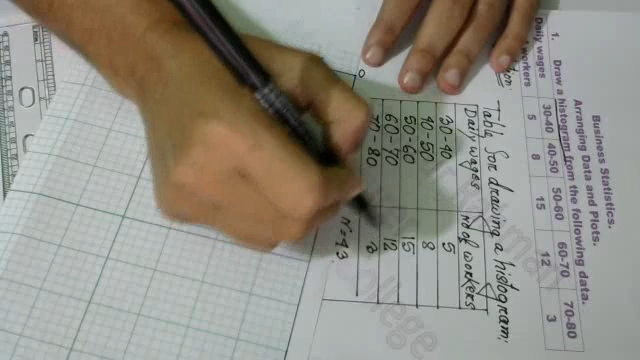 Business Statistics.
Arranging Data and Plots.
1. Draw a histogram from the following data.
Daily wages 30-40 40-50 50-60 60-70 70-80
workers 5 8 15 12 3
Table for drawing a histogram:
Daily wages No of workers
30-40 5
40-50 8
50-60 15
60-70 12
70-80 3
N=43
College